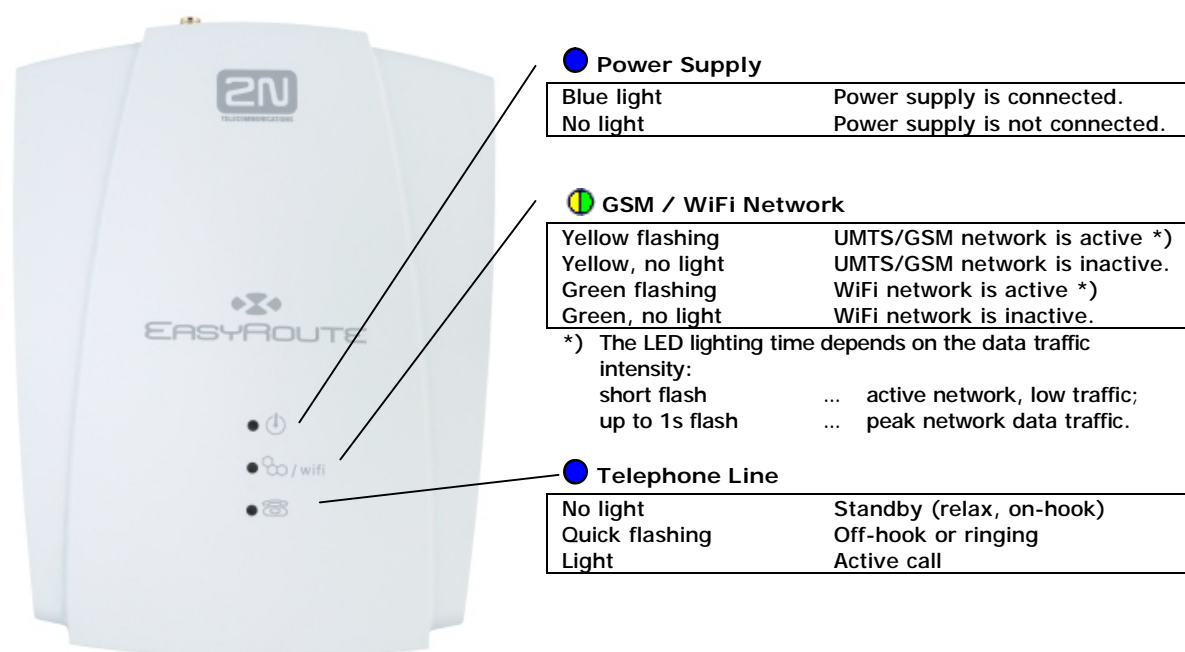 2N
TELECOMMUNICATIONS
EASYROUTE
/ wifi
Power Supply
Blue light Power supply is connected.
No light Power supply is not connected.
GSM / WiFi Network
Yellow flashing UMTS/GSM network is active *)
Yellow, no light UMTS/GSM network is inactive.
Green flashing WiFi network is active *)
Green, no light WiFi network is inactive.
*) The LED lighting time depends on the data traffic
intensity:
short flash ... active network, low traffic;
up to 1s flash ... peak network data traffic.
Telephone Line
No light Standby (relax, on-hook)
Quick flashing Off-hook or ringing
Light Active call